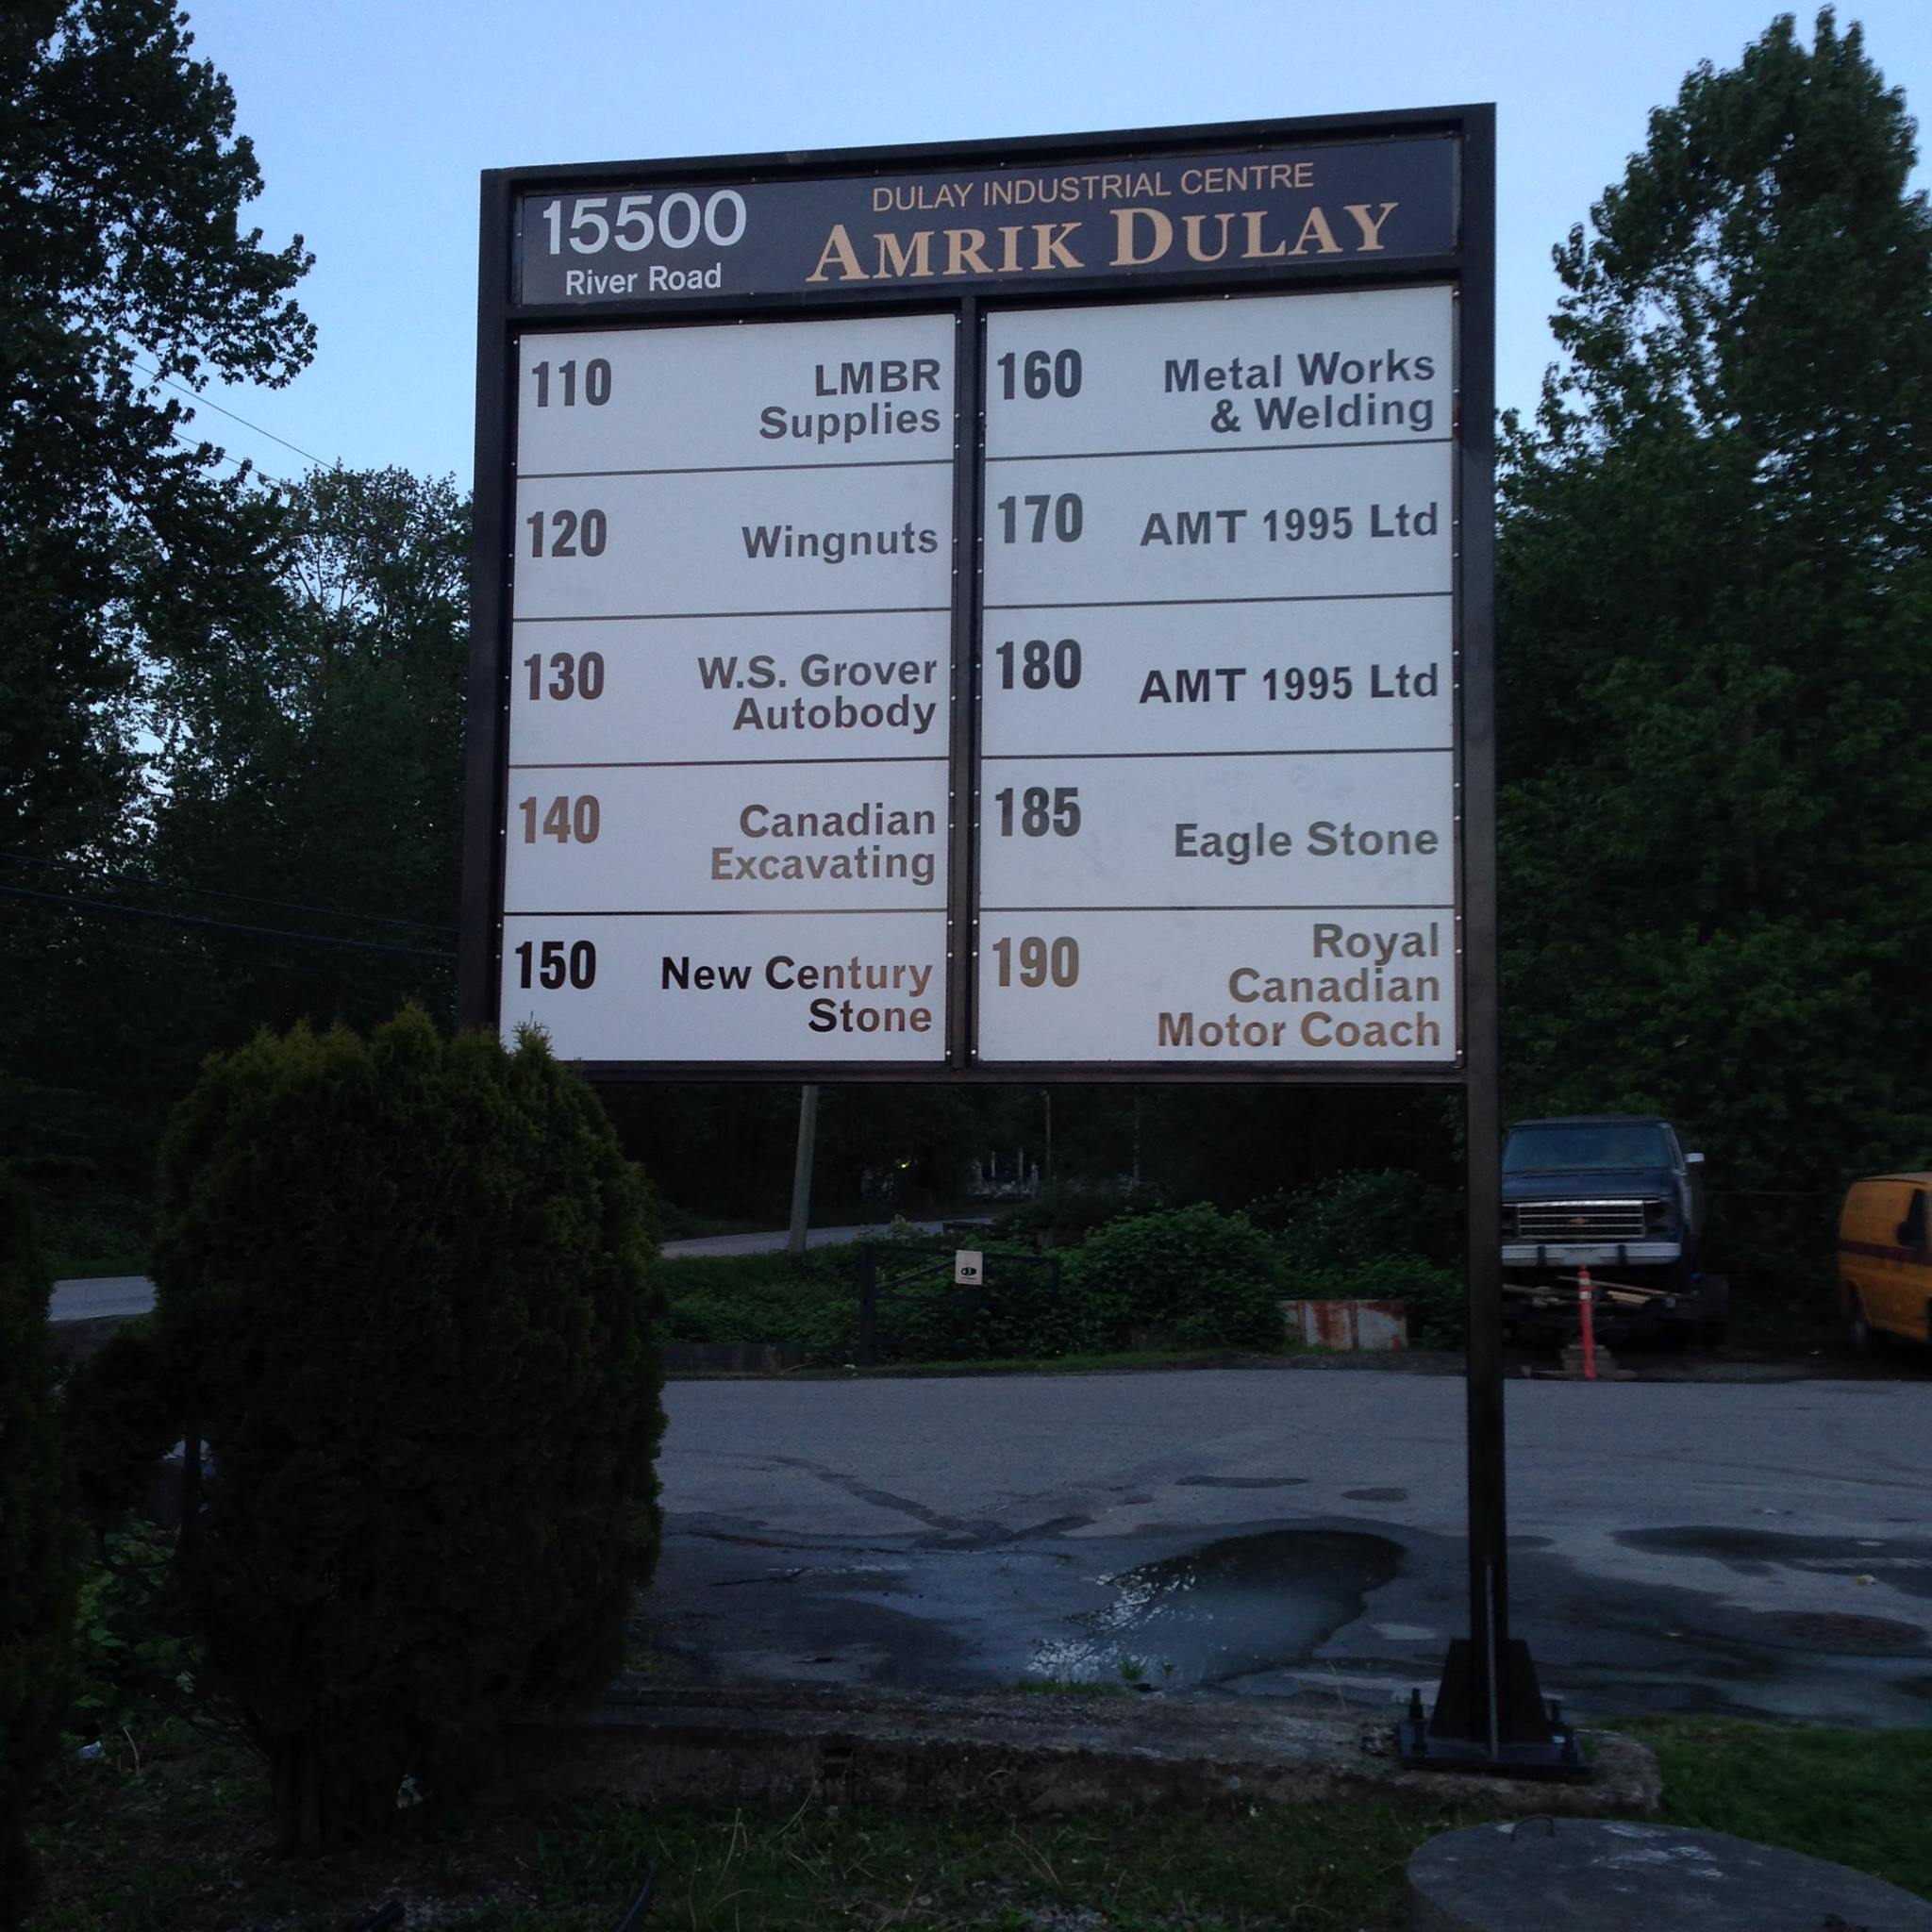 15500
River Road
DULAY INDUSTRIAL CENTRE
AMRIK DULAY
110 LMBR
Supplies
120 Wingnuts
130 W.S. Grover
Autobody
140 Canadian
Excavating
150 New Century
Stone
160 Metal Works
& Welding
170 AMT 1995 Ltd
180 AMT 1995 Ltd
185 Eagle Stone
190 Royal
Canadian
Motor Coach